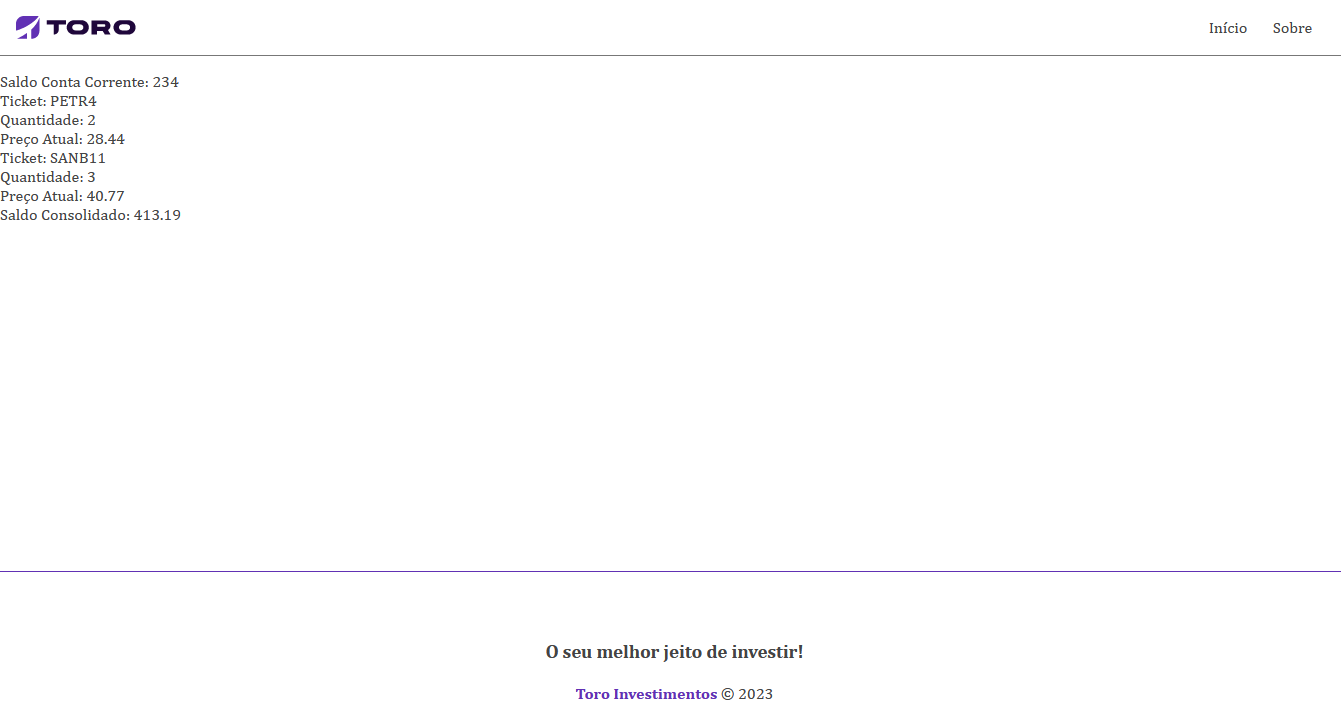 TORO
Início Sobre
Saldo Conta Corrente: 234
Ticket: PETR4
Quantidade: 2
Preço Atual: 28.44
Ticket: SANB11
Quantidade: 3
Preço Atual: 40.77
Saldo Consolidado: 413.19
O seu melhor jeito de investir!
Toro Investimentos © 2023